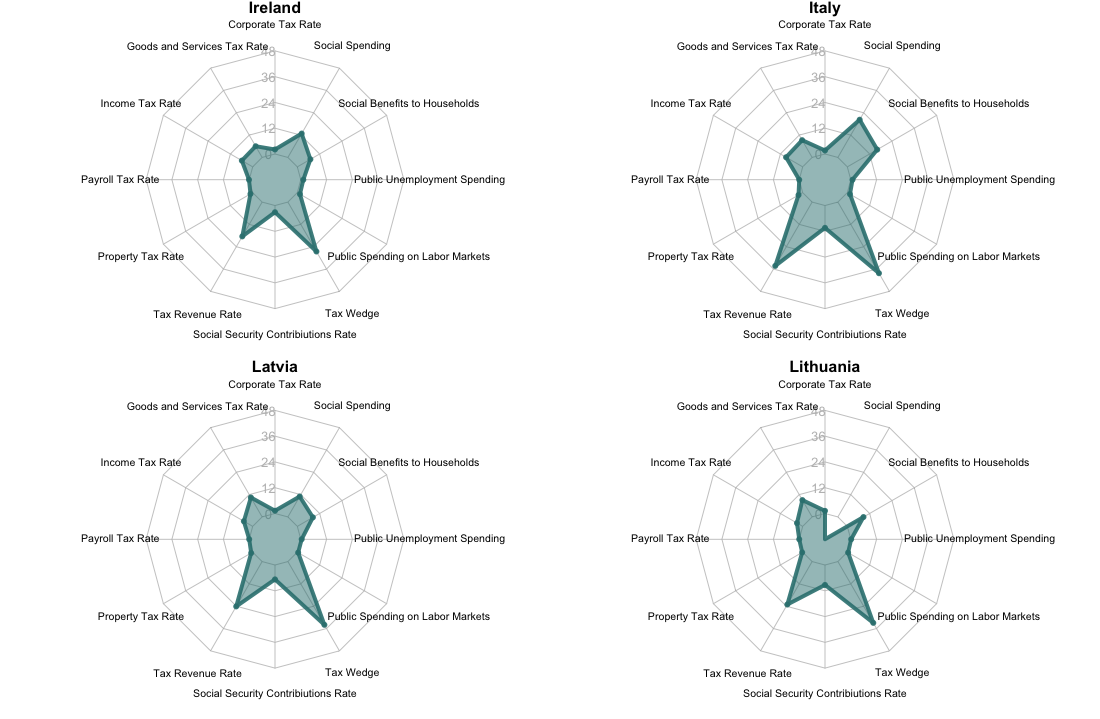 Ireland
Corporate Tax Rate
Goods and Services Tax Rate
48
Social Spending
36
Income Tax Rate
24
Social Benefits to Households
12
0
Payroll Tax Rate
Public Unemployment Spending
Property Tax Rate
Public Spending on Labor Markets
Tax Revenue Rate
Tax Wedge
Social Security Contribiutions Rate
Italy
Corporate Tax Rate
Goods and Services Tax Rate
48
Social Spending
36
Income Tax Rate
24
Social Benefits to Households
12
0
Payroll Tax Rate
Public Unemployment Spending
Property Tax Rate
Public Spending on Labor Markets
Tax Revenue Rate
Tax Wedge
Social Security Contribiutions Rate
Latvia
Corporate Tax Rate
Goods and Services Tax Rate
48
Social Spending
36
Income Tax Rate
24
Social Benefits to Households
12
0
Payroll Tax Rate
Public Unemployment Spending
Property Tax Rate
Public Spending on Labor Markets
Tax Revenue Rate
Tax Wedge
Social Security Contribiutions Rate
Lithuania
Corporate Tax Rate
Goods and Services Tax Rate
48
Social Spending
36
Income Tax Rate
24
Social Benefits to Households
12
0
Payroll Tax Rate
Public Unemployment Spending
Property Tax Rate
Public Spending on Labor Markets
Tax Revenue Rate
Tax Wedge
Social Security Contribiutions Rate